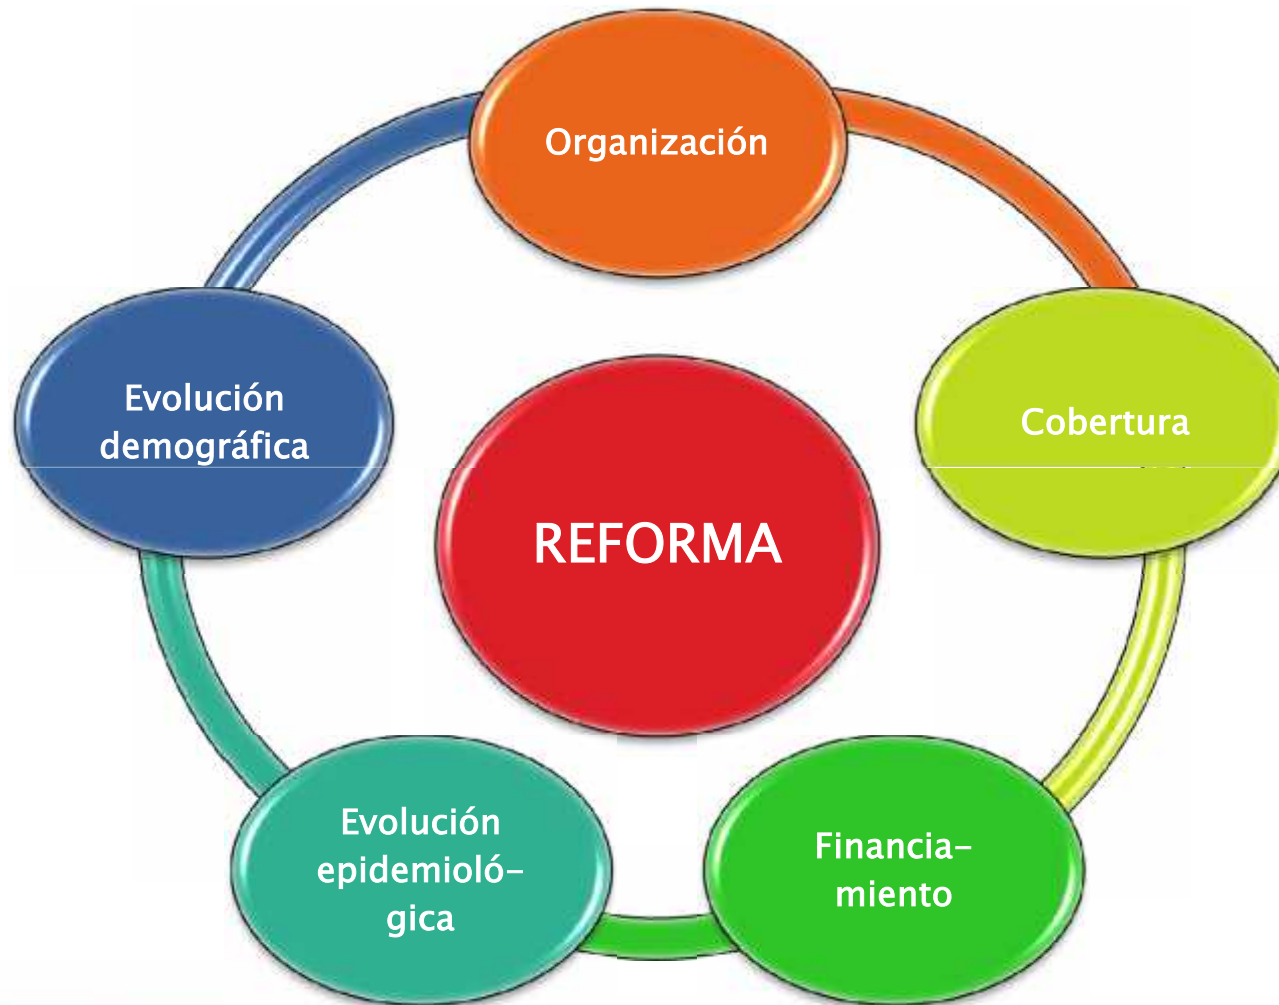 Organización
Evolución
demográfica
Cobertura
REFORMA
Evolución
epidemioló-
gica
Financia-
miento